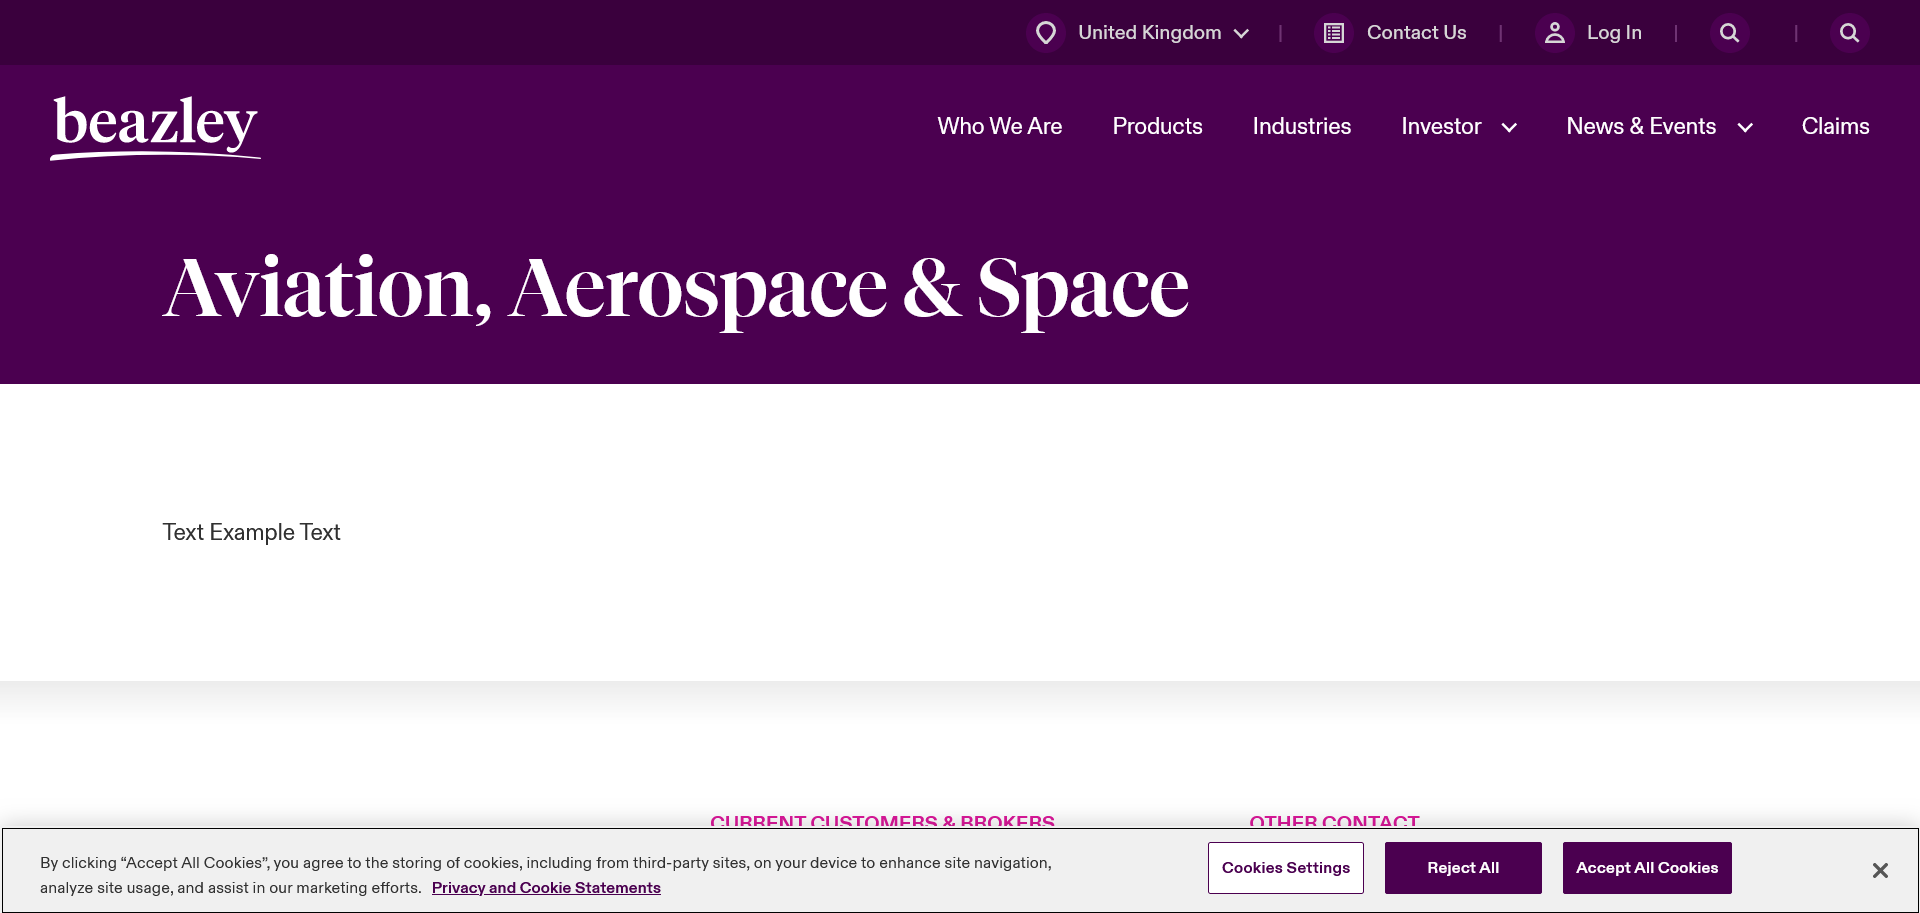 United Kingdom
Contact Us
Log In
beazley
Who We Are
Products
Industries
Investor
News & Events
Claims
Aviation, Aerospace & Space
Text Example Text
CURRENT CUSTOMERS & BROKERS
OTHER CONTACT
By clicking “Accept All Cookies”, you agree to the storing of cookies, including from third-party sites, on your device to enhance site navigation,
analyze site usage, and assist in our marketing efforts. Privacy and Cookie Statements
Cookies Settings
Reject All
Accept All Cookies